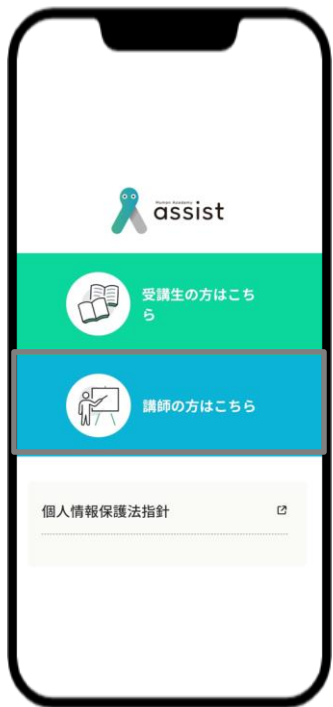 Human Academy
assist
受講生の方はこち
ら
講師の方はこちら
個人情報保護法指針